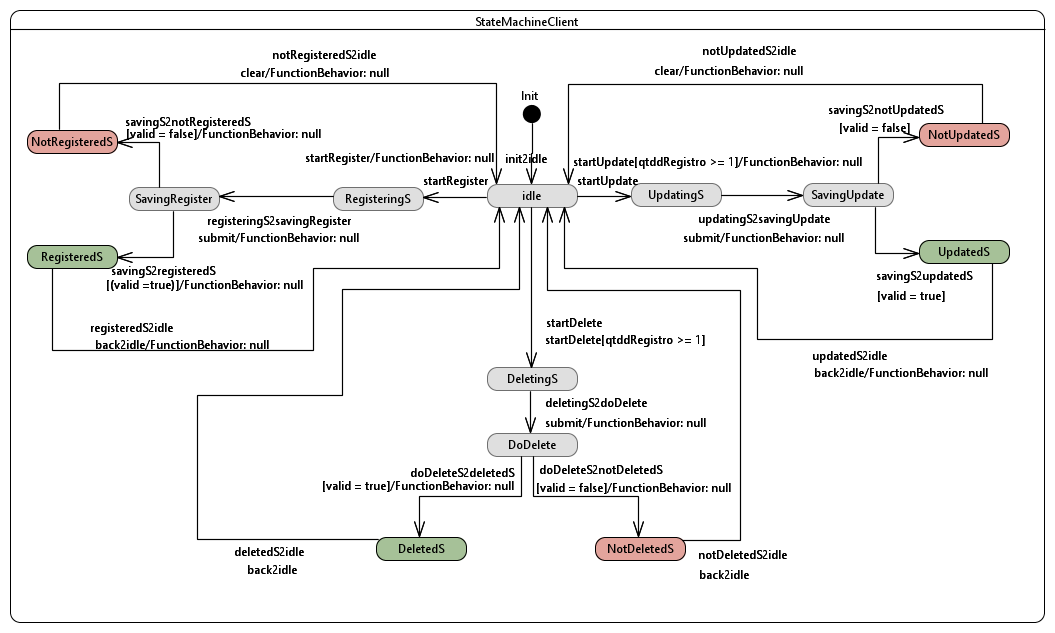 StateMachineClient
notRegisteredS2idle
clear/FunctionBehavior: null
notUpdatedS2idle
clear/FunctionBehavior: null
Init
savingS2notRegisteredS
[valid = false]/FunctionBehavior: null
NotRegisteredS
savingS2notUpdatedS
[valid = false]
NotUpdatedS
startRegister/FunctionBehavior: null
init2idle
startUpdate[qtddRegistro >= 1]/FunctionBehavior: null
startRegister
startUpdate
SavingRegister
RegisteringS
idle
UpdatingS
SavingUpdate
registeringS2savingRegister
submit/FunctionBehavior: null
updatingS2savingUpdate
submit/FunctionBehavior: null
RegisteredS
UpdatedS
savingS2registeredS
[(valid =true)]/FunctionBehavior: null
savingS2updatedS
[valid = true]
registeredS2idle
back2idle/FunctionBehavior: null
startDelete
startDelete[qtddRegistro >= 1]
updatedS2idle
back2idle/FunctionBehavior: null
DeletingS
deletingS2doDelete
submit/FunctionBehavior: null
DoDelete
doDeleteS2deletedS
[valid = true]/FunctionBehavior: null
doDeleteS2notDeletedS
[valid = false]/FunctionBehavior: null
DeletedS
NotDeletedS
deletedS2idle
back2idle
notDeletedS2idle
back2idle